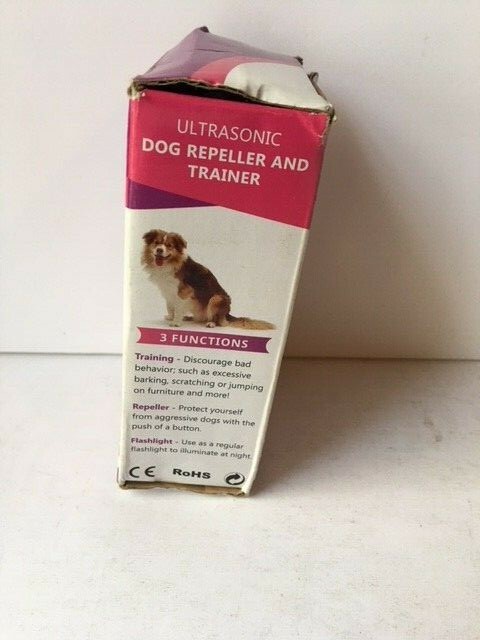 ULTRASONIC
DOG REPELLER AND
TRAINER
3 FUNCTIONS
Training - Discourage bad
behavior; such as excessive
barking, scratching or jumping
on furniture and more!
Repeller - Protect yourself
from aggressive dogs with the
push of a button.
Flashlight - Use as a regular
flashlight to illuminate at night.
CE RoHS